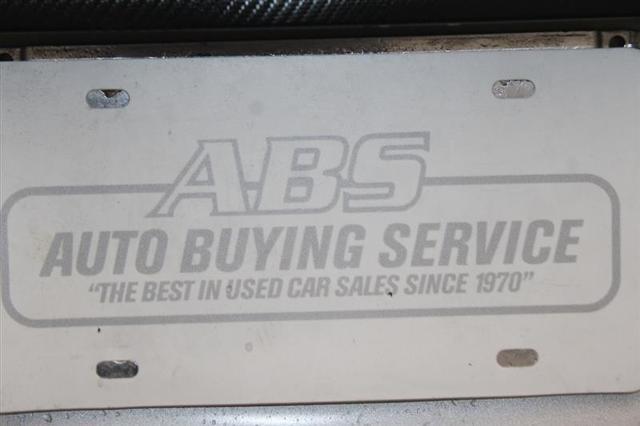 ABS
AUTO BUYING SERVICE
"THE BEST IN USED CAR SALES SINCE 1970"